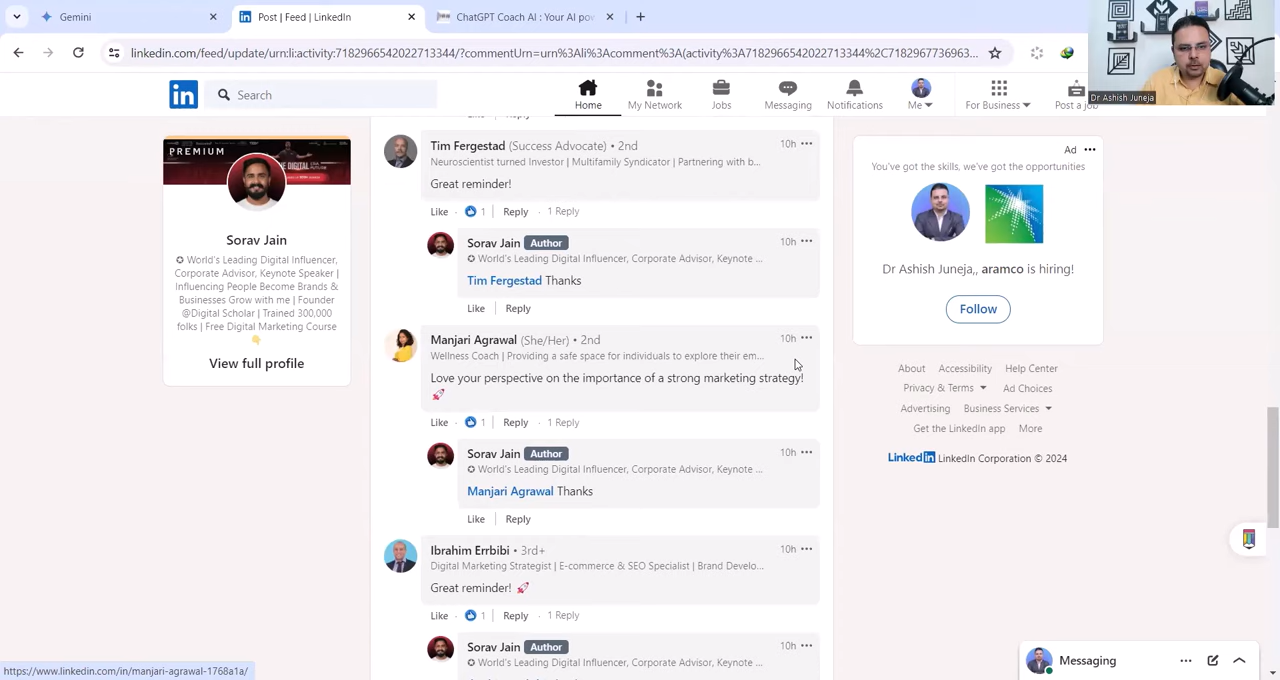 Gemini
Post | Feed | LinkedIn
ChatGPT Coach AI : Your AI po
linkedin.com/feed/update/urn:li:activity:7182966542022713344/?commentUrn=urn%3Ali%3Acomment%3A(activity%3A7182966542022713344%2C7182967736963...
Dr Ashish Juneja
Search
Home
My Network
Jobs
Messaging
Notifications
Me
For Business
Post a job
PREMIUM
Sorav Jain
✪ World's Leading Digital Influencer,
Corporate Advisor, Keynote Speaker |
Influencing People Become Brands &
Businesses Grow with me | Founder
@Digital Scholar | Trained 300,000
folks | Free Digital Marketing Course
👇
View full profile
Like Reply
Tim Fergestad (Success Advocate) • 2nd 10h
Neuroscientist turned Investor | Multifamily Syndicator | Partnering with b...
Great reminder!
Like · 1 | Reply · 1 Reply
Sorav Jain Author 10h
✪ World's Leading Digital Influencer, Corporate Advisor, Keynote ...
Tim Fergestad Thanks
Like | Reply
Manjari Agrawal (She/Her) • 2nd 10h
Wellness Coach | Providing a safe space for individuals to explore their em...
Love your perspective on the importance of a strong marketing strategy!
🚀
Like · 1 | Reply · 1 Reply
Sorav Jain Author 10h
✪ World's Leading Digital Influencer, Corporate Advisor, Keynote ...
Manjari Agrawal Thanks
Like | Reply
Ibrahim Errbibi • 3rd+ 10h
Digital Marketing Strategist | E-commerce & SEO Specialist | Brand Develo...
Great reminder! 🚀
Like · 1 | Reply · 1 Reply
Sorav Jain Author 10h
✪ World's Leading Digital Influencer, Corporate Advisor, Keynote ...
Ad
You've got the skills, we've got the opportunities
Dr Ashish Juneja,, aramco is hiring!
Follow
About Accessibility Help Center
Privacy & Terms Ad Choices
Advertising Business Services
Get the LinkedIn app More
LinkedIn LinkedIn Corporation © 2024
Messaging
https://www.linkedin.com/in/manjari-agrawal-1768a1a/